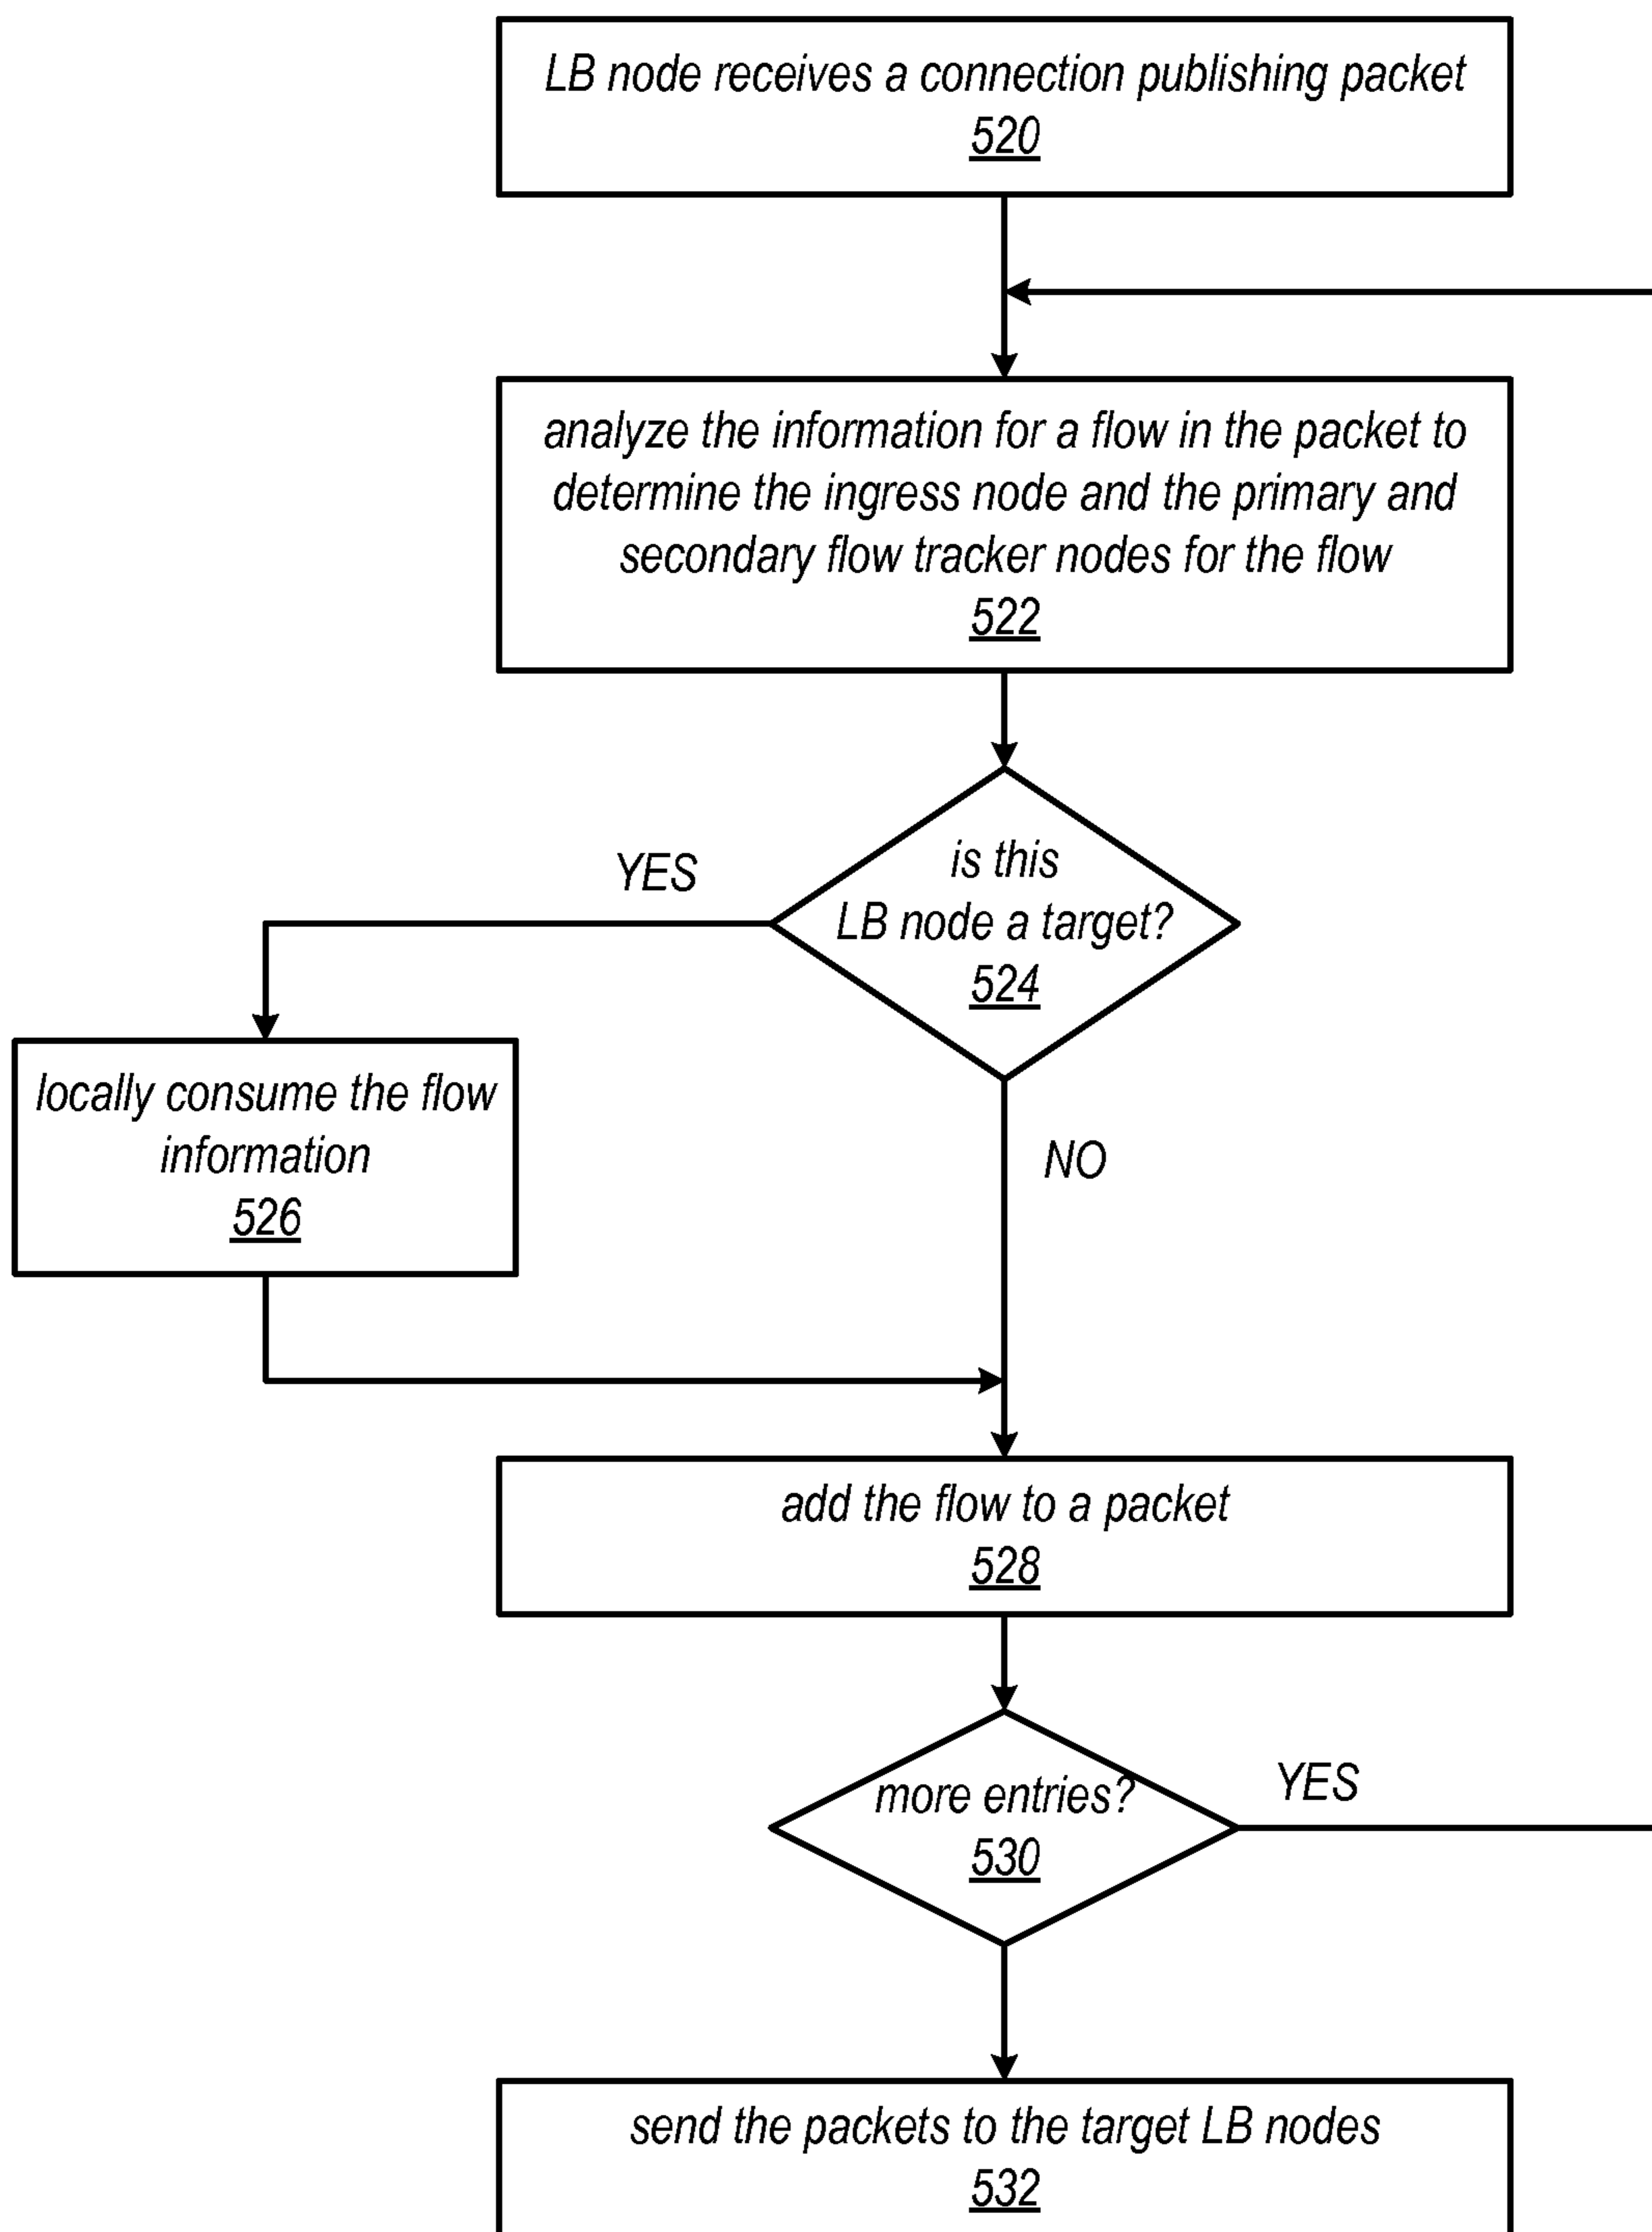 LB node receives a connection publishing packet
520
analyze the information for a flow in the packet to
determine the ingress node and the primary and
secondary flow tracker nodes for the flow
522
YES
is this
LB node a target?
524
locally consume the flow
information
526
NO
add the flow to a packet
528
more entries?
530
YES
send the packets to the target LB nodes
532